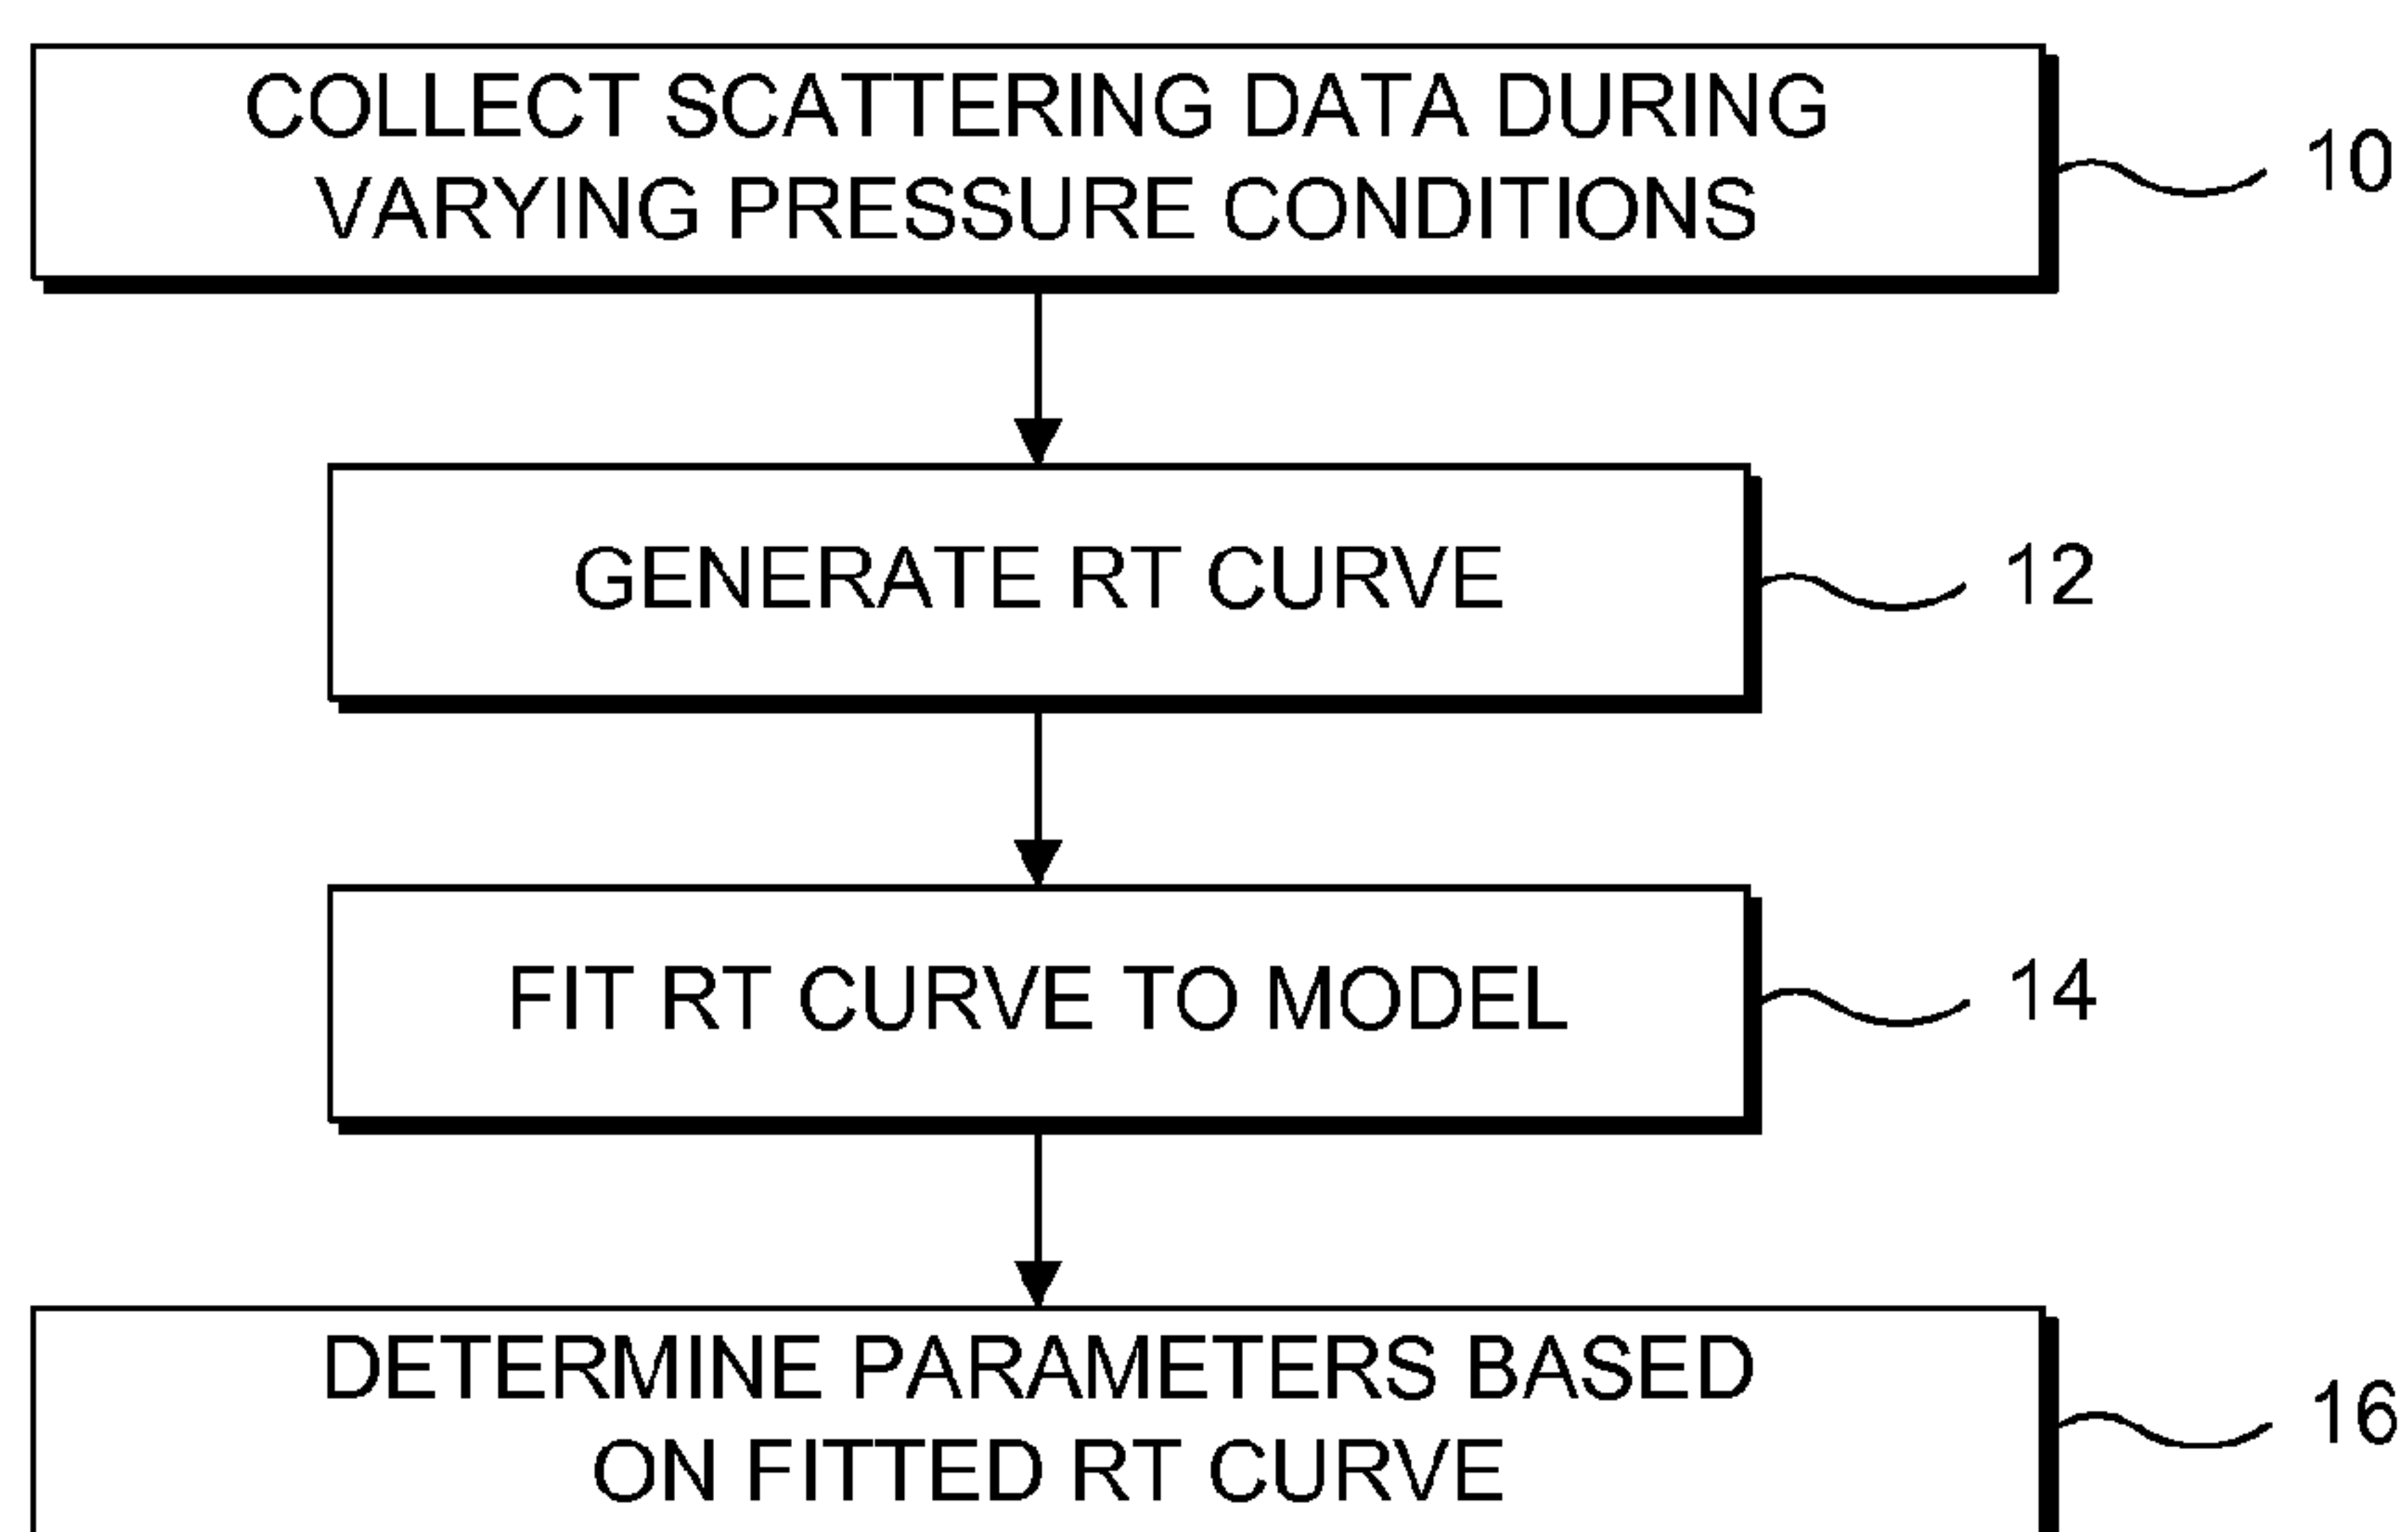 COLLECT SCATTERING DATA DURING
VARYING PRESSURE CONDITIONS
10
GENERATE RT CURVE
12
FIT RT CURVE TO MODEL
14
DETERMINE PARAMETERS BASED
ON FITTED RT CURVE
16